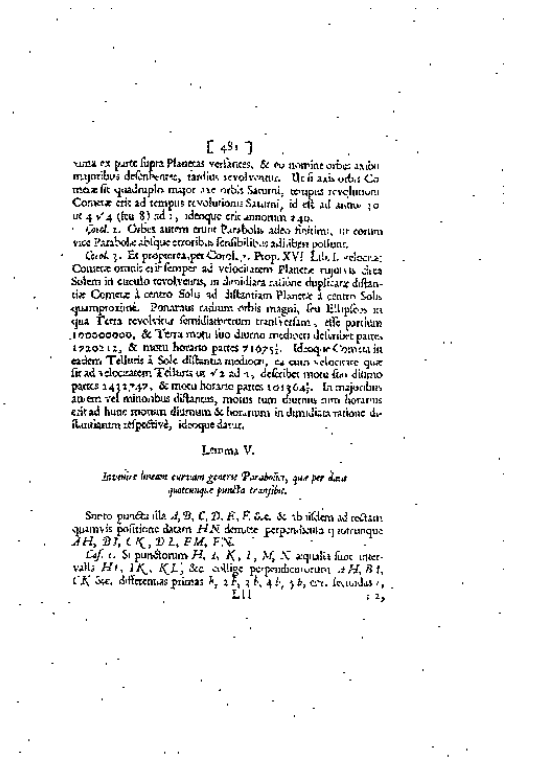 [ 481 ]
xima ex parte supra Planetas versantes, & eo nomine orbes axibus
majoribus describentes, tardius revolventur. Ut si axis orbis Co-
metæ sit quadruplo major axe orbis Saturni, tempus revolutionis
Cometæ erit ad tempus revolutionis Saturni, id est ad annos 30
ut 4 √ 4 (seu 8) ad 1, ideoque erit annorum 240.
Corol. 2. Orbes autem erunt Parabolis adeo finitimi, ut eorum
vice Parabolæ absque erroribus sensibilibus adhiberi possunt.
Corol. 3. Et propterea, per Corol. 7. Prop. XVI. Lib. I. velocitas
Cometæ omnis erit semper ad velocitatem Planetæ cujusvis circa
Solem in circulo revolventis, in dimidiata ratione duplicatæ distan-
tiæ Cometæ à centro Solis ad distantiam Planetæ à centro Solis
quamproximè. Ponamus radium orbis magni, seu Ellipseos in
qua Terra revolvitur semidiametrum transversam, esse partium
100000000, & Terra motu suo diurno mediocri describet partes
1720212, & motu horario partes 71675½. Ideoque Cometa in
eadem Telluris à Sole distantia mediocri, ea cum velocitate quæ
sit ad velocitatem Telluris ut √ 2 ad 1, describet motu suo diurno
partes 2432747, & motu horario partes 101364½. In majoribus
autem vel minoribus distantiis, motus tum diurnus tum horarius
erit ad hunc motum diurnum & horarium in dimidiata ratione di-
stantiarum respectivè, ideoque datur.
Lemma V.
Invenire lineam curvam generis Parabolici, quæ per data
quotcunque puncta transibit.
Sunto puncta illa A, B, C, D, E, F, &c. & ab iisdem ad rectam
quamvis positione datam HN demitte perpendicula quotcunque
AH, BI, CK, DL, EM, FN.
Cas. 1. Si punctorum H, I, K, L, M, N æqualia sunt inter-
valla HI, IK, KL, &c. collige perpendiculorum AH, BI,
CK &c. differentias primas b, 2 b, 3 b, 4 b, 5 b, &c. secundas c,
Lll
2,